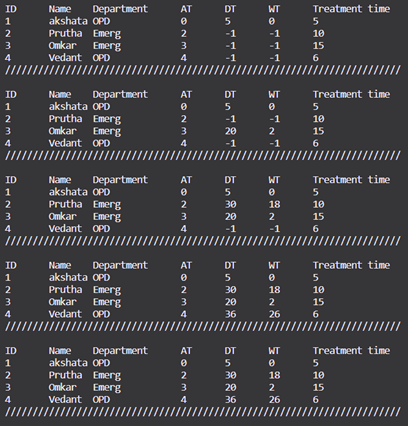 ID Name Department AT DT WT Treatment time
1 akshata OPD 0 5 0 5
2 Prutha Emerg 2 -1 -1 10
3 Omkar Emerg 3 -1 -1 15
4 Vedant OPD 4 -1 -1 6
////////////////////////////////////////////////////////////////////////
ID Name Department AT DT WT Treatment time
1 akshata OPD 0 5 0 5
2 Prutha Emerg 2 -1 -1 10
3 Omkar Emerg 3 20 2 15
4 Vedant OPD 4 -1 -1 6
////////////////////////////////////////////////////////////////////////
ID Name Department AT DT WT Treatment time
1 akshata OPD 0 5 0 5
2 Prutha Emerg 2 30 18 10
3 Omkar Emerg 3 20 2 15
4 Vedant OPD 4 -1 -1 6
////////////////////////////////////////////////////////////////////////
ID Name Department AT DT WT Treatment time
1 akshata OPD 0 5 0 5
2 Prutha Emerg 2 30 18 10
3 Omkar Emerg 3 20 2 15
4 Vedant OPD 4 36 26 6
////////////////////////////////////////////////////////////////////////
ID Name Department AT DT WT Treatment time
1 akshata OPD 0 5 0 5
2 Prutha Emerg 2 30 18 10
3 Omkar Emerg 3 20 2 15
4 Vedant OPD 4 36 26 6
////////////////////////////////////////////////////////////////////////